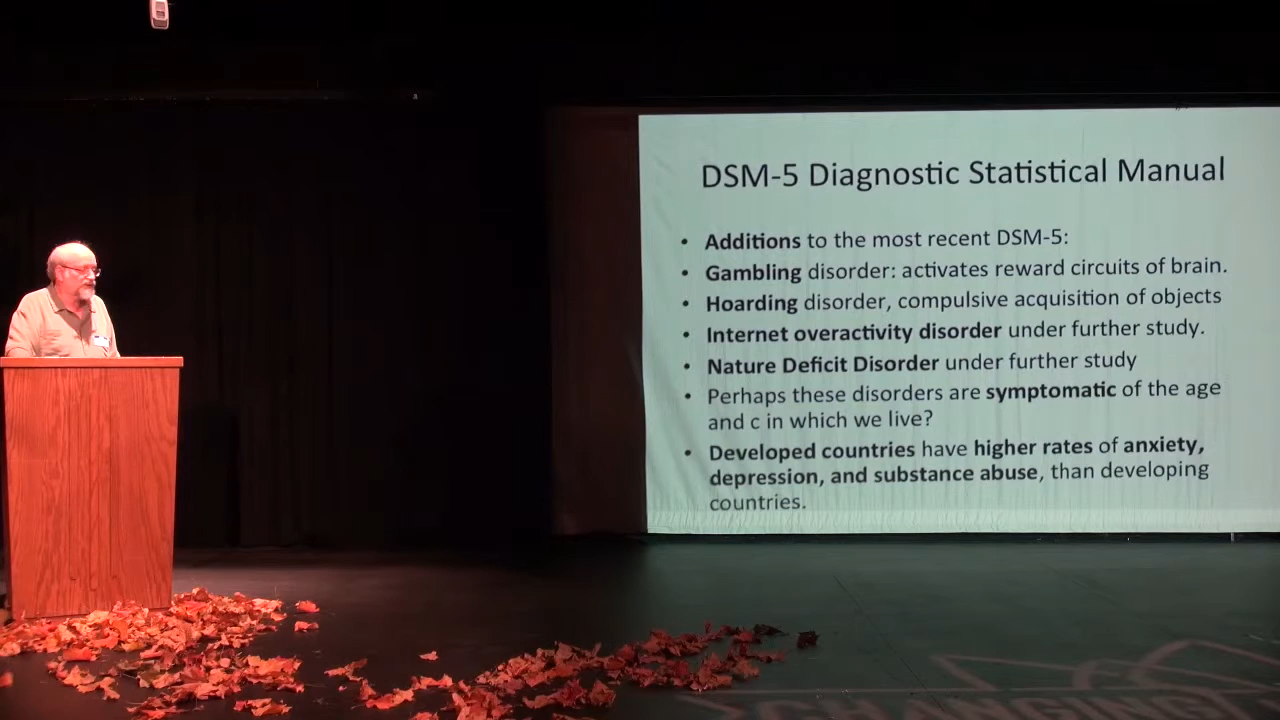 DSM-5 Diagnostic Statistical Manual
• Additions to the most recent DSM-5:
• Gambling disorder: activates reward circuits of brain.
• Hoarding disorder, compulsive acquisition of objects
• Internet overactivity disorder under further study.
• Nature Deficit Disorder under further study
• Perhaps these disorders are symptomatic of the age
and c in which we live?
• Developed countries have higher rates of anxiety,
depression, and substance abuse, than developing
countries.
CHANGING